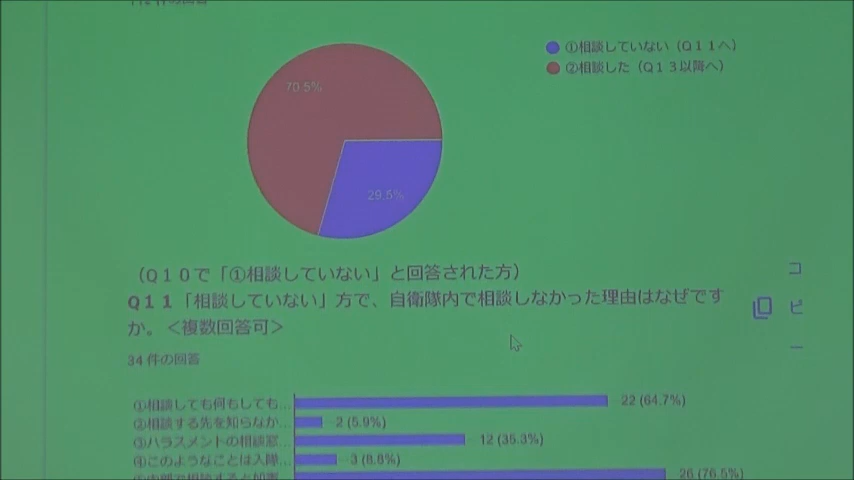 ①相談していない（Q１１へ）
②相談した（Q１３以降へ）
70.5%
29.5%
（Q１０で「①相談していない」と回答された方）
Q１１「相談していない」方で、自衛隊内で相談しなかった理由はなぜです
か。＜複数回答可＞
コピー
34 件の回答
①相談しても何もしても... 22 (64.7%)
②相談する先を知らなか... 2 (5.9%)
③ハラスメントの相談窓... 12 (35.3%)
④このようなことは入隊... 3 (8.8%)
26 (76.5%)